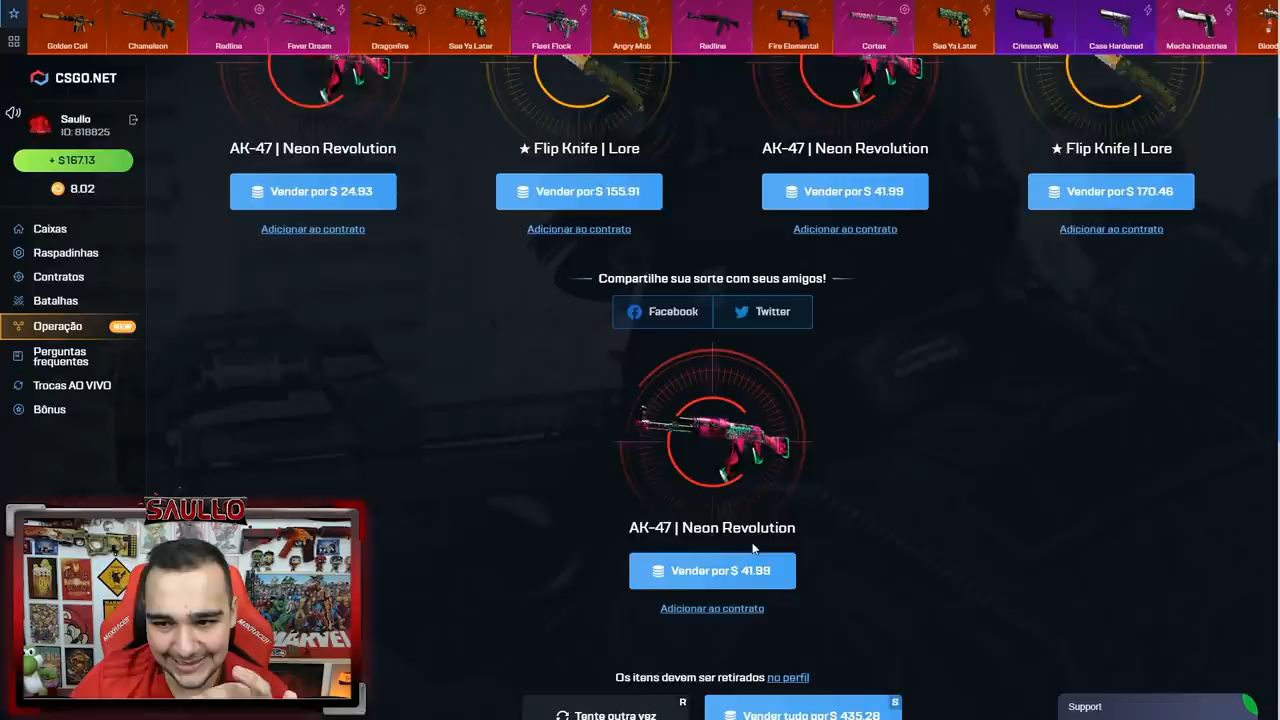 Golden Coil
Chameleon
Redline
Fever Dream
Dragonfire
See Ya Later
Fleet Flock
Angry Mob
Redline
Fire Elemental
Cortex
See Ya Later
Crimson Web
Case Hardened
Mecha Industries
Blood
CSGO.NET
Saullo
ID: 818825
+ $167.13
8.02
Caixas
Raspadinhas
Contratos
Batalhas
Operação NEW
Perguntas
frequentes
Trocas AO VIVO
Bônus
AK-47 | Neon Revolution
★ Flip Knife | Lore
AK-47 | Neon Revolution
★ Flip Knife | Lore
Vender por $ 24.93
Vender por $ 155.91
Vender por $ 41.99
Vender por $ 170.46
Adicionar ao contrato
Adicionar ao contrato
Adicionar ao contrato
Adicionar ao contrato
Compartilhe sua sorte com seus amigos!
Facebook
Twitter
AK-47 | Neon Revolution
Vender por $ 41.99
Adicionar ao contrato
Os itens devem ser retirados no perfil
Tente outra vez R
Vender tudo por $ 435.28 S
Support
SAULLO
MAXRACER
MAXRACER
MARVEL